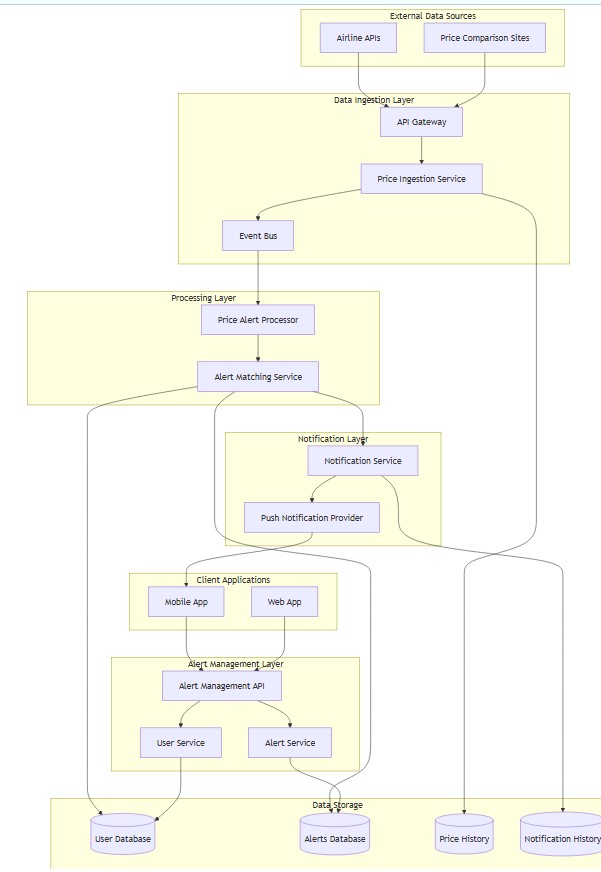 External Data Sources
Airline APIs
Price Comparison Sites
Data Ingestion Layer
API Gateway
Price Ingestion Service
Event Bus
Processing Layer
Price Alert Processor
Alert Matching Service
Notification Layer
Notification Service
Push Notification Provider
Client Applications
Mobile App
Web App
Alert Management Layer
Alert Management API
User Service
Alert Service
Data Storage
User Database
Alerts Database
Price History
Notification History